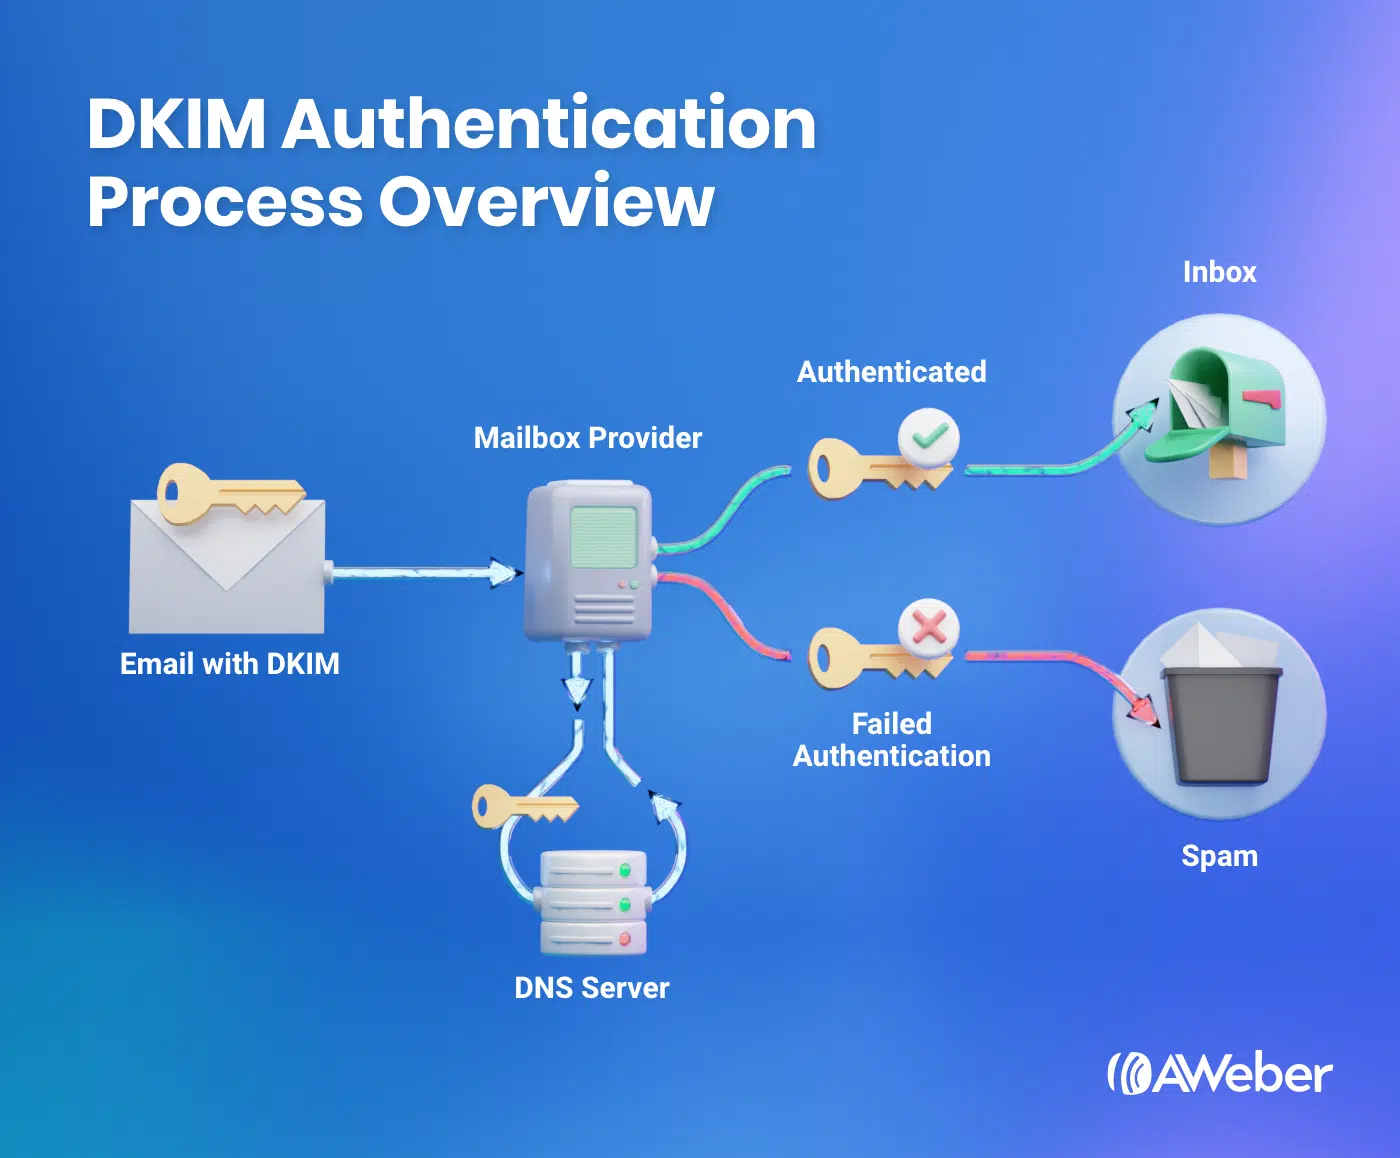 DKIM Authentication
Process Overview
Inbox
Authenticated
Mailbox Provider
Email with DKIM
Failed
Authentication
Spam
DNS Server
AWeber